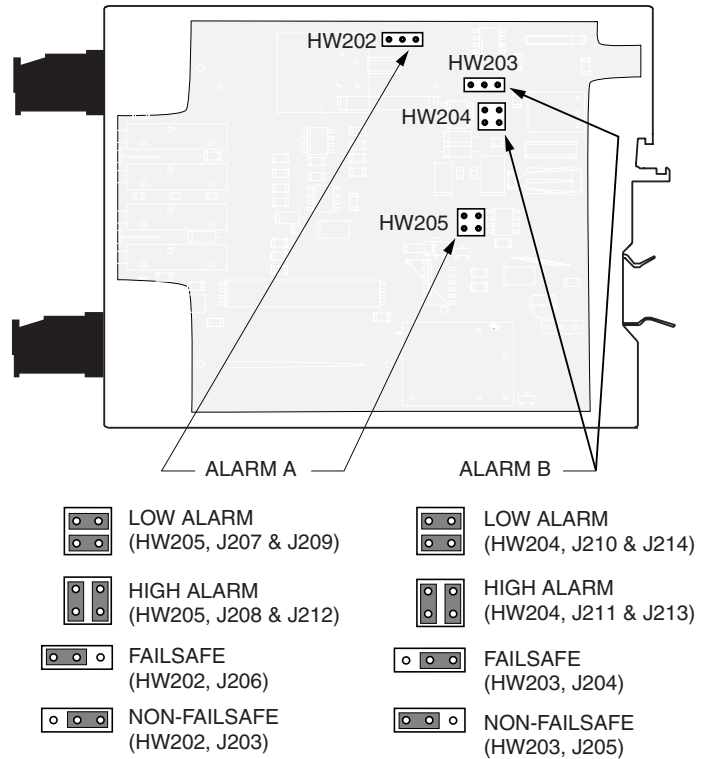 HW202
HW203
HW204
HW205
ALARM A
ALARM B
LOW ALARM
(HW205, J207 & J209)
HIGH ALARM
(HW205, J208 & J212)
FAILSAFE
(HW202, J206)
NON-FAILSAFE
(HW202, J203)
LOW ALARM
(HW204, J210 & J214)
HIGH ALARM
(HW204, J211 & J213)
FAILSAFE
(HW203, J204)
NON-FAILSAFE
(HW203, J205)